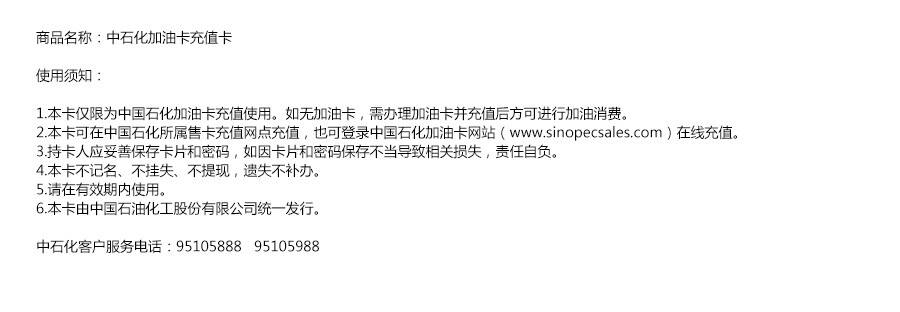 商品名称：中石化加油卡充值卡
使用须知：
1.本卡仅限为中国石化加油卡充值使用。如无加油卡，需办理加油卡并充值后方可进行加油消费。
2.本卡可在中国石化所属售卡充值网点充值，也可登录中国石化加油卡网站（www.sinopecsales.com）在线充值。
3.持卡人应妥善保存卡片和密码，如因卡片和密码保存不当导致相关损失，责任自负。
4.本卡不记名、不挂失、不提现，遗失不补办。
5.请在有效期内使用。
6.本卡由中国石油化工股份有限公司统一发行。
中石化客户服务电话：95105888   95105988